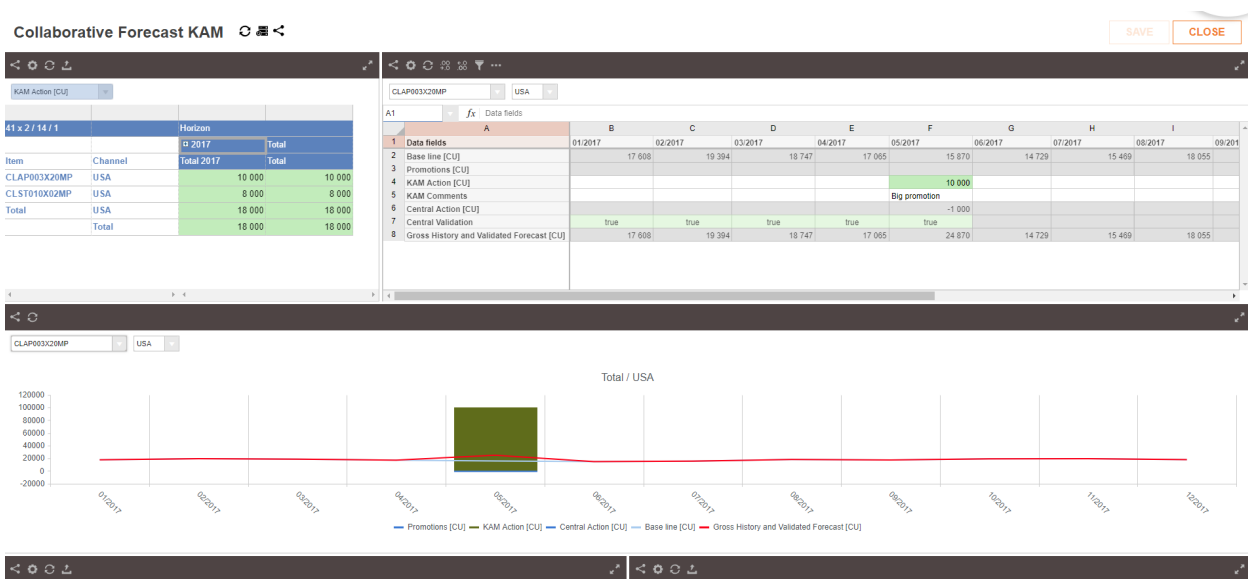 Collaborative Forecast KAM
SAVE CLOSE
KAM Action [CU]
41 x 2 / 14 / 1 Horizon
2017 Total
Item Channel Total 2017 Total
CLAP003X20MP USA 10 000 10 000
CLST010X02MP USA 8 000 8 000
Total USA 18 000 18 000
Total 18 000 18 000
CLAP003X20MP USA
A1 fx Data fields
A B C D E F G H I
1 Data fields 01/2017 02/2017 03/2017 04/2017 05/2017 06/2017 07/2017 08/2017 09/201
2 Base line [CU] 17 608 19 394 18 747 17 065 15 870 14 729 15 469 18 055
3 Promotions [CU]
4 KAM Action [CU] 10 000
5 KAM Comments Big promotion
6 Central Action [CU] -1 000
7 Central Validation true true true true true
8 Gross History and Validated Forecast [CU] 17 608 19 394 18 747 17 065 24 870 14 729 15 469 18 055
CLAP003X20MP USA
Total / USA
120000
100000
80000
60000
40000
20000
0
-20000
01/2017 02/2017 03/2017 04/2017 05/2017 06/2017 07/2017 08/2017 09/2017 10/2017 11/2017 12/2017
Promotions [CU] KAM Action [CU] Central Action [CU] Base line [CU] Gross History and Validated Forecast [CU]